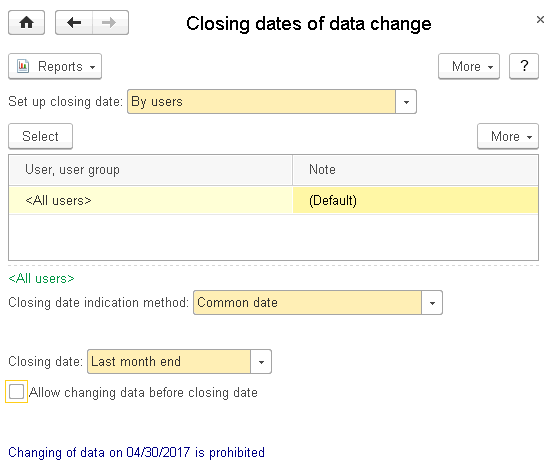 Closing dates of data change
Reports
More
?
Set up closing date: By users
Select
More
User, user group Note
<All users> (Default)
<All users>
Closing date indication method: Common date
Closing date: Last month end
Allow changing data before closing date
Changing of data on 04/30/2017 is prohibited